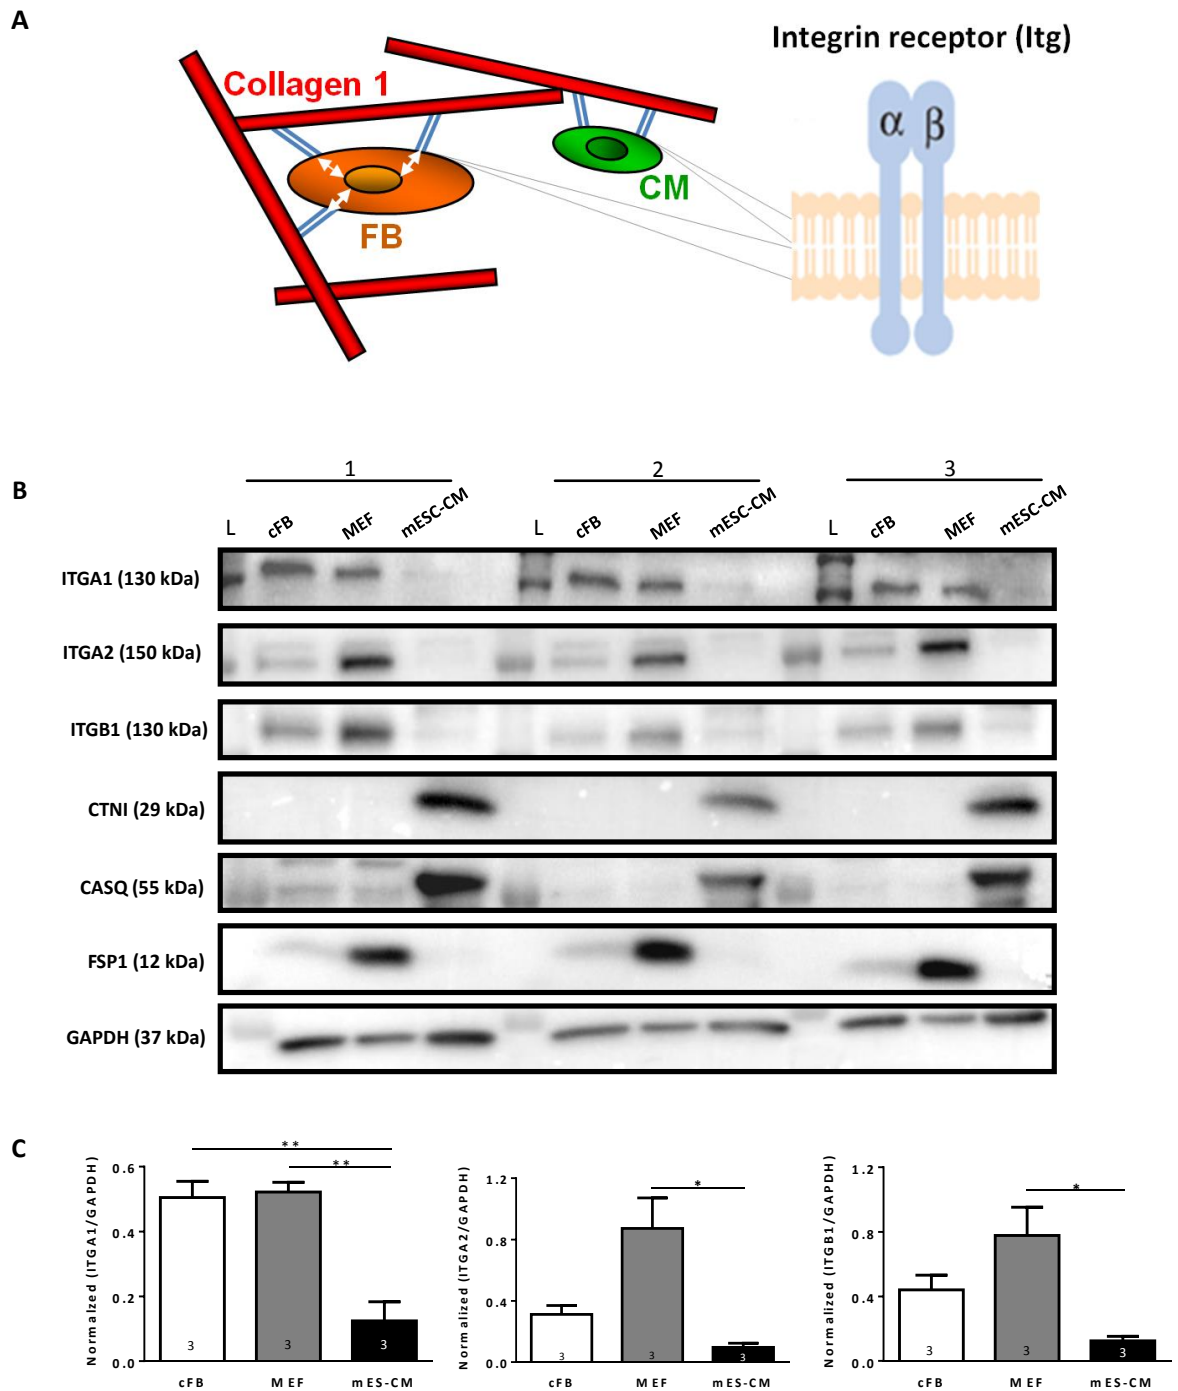 A
Integrin receptor (Itg)
Collagen 1
α β
CM
FB
B
1 2 3
L cFB MEF mESC-CM L cFB MEF mESC-CM L cFB MEF mESC-CM
ITGA1 (130 kDa)
ITGA2 (150 kDa)
ITGB1 (130 kDa)
CTNI (29 kDa)
CASQ (55 kDa)
FSP1 (12 kDa)
GAPDH (37 kDa)
C
Normalized (ITGA1/GAPDH)
0.6
0.4
0.2
0.0
**
**
3 3 3
cFB MEF mES-CM
Normalized (ITGA2/GAPDH)
1.2
0.8
0.4
0.0
*
3 3 3
cFB MEF mES-CM
Normalized (ITGB1/GAPDH)
1.2
0.8
0.4
0.0
*
3 3 3
cFB MEF mES-CM